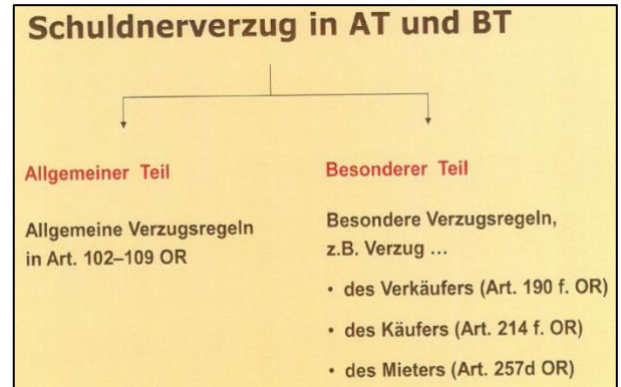 Schuldnerverzug in AT und BT
Allgemeiner Teil
Allgemeine Verzugsregeln
in Art. 102–109 OR
Besonderer Teil
Besondere Verzugsregeln,
z.B. Verzug ...
• des Verkäufers (Art. 190 f. OR)
• des Käufers (Art. 214 f. OR)
• des Mieters (Art. 257d OR)